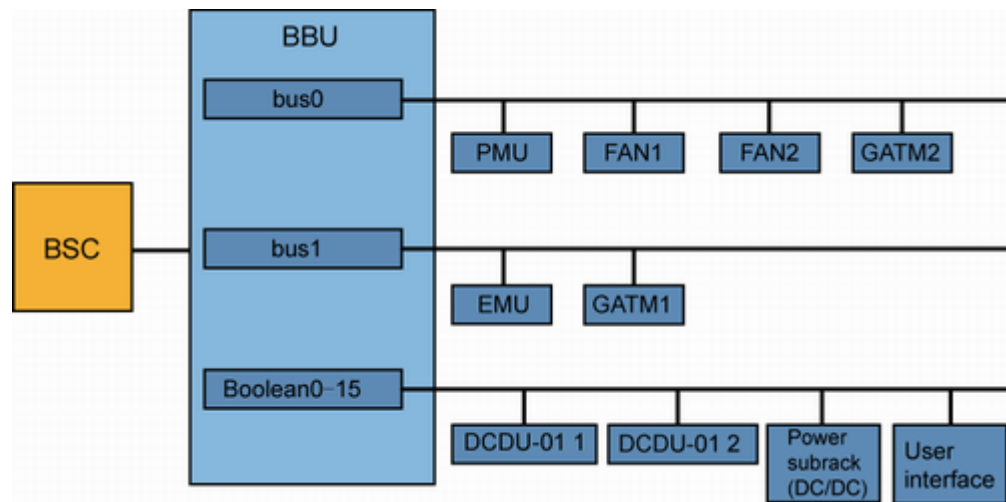 BBU
bus0
PMU
FAN1
FAN2
GATM2
BSC
bus1
EMU
GATM1
Boolean0-15
DCDU-01 1
DCDU-01 2
Power
subrack
(DC/DC)
User
interface